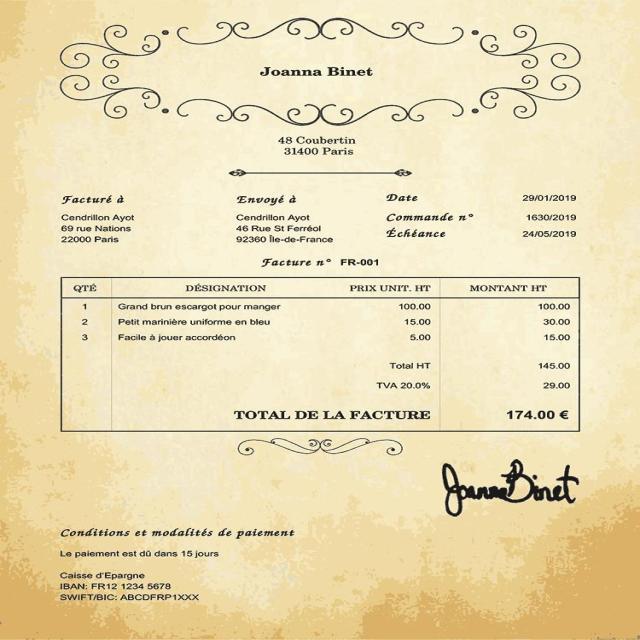 Joanna Binet
48 Coubertin
31400 Paris
Facturé à
Cendrillon Ayot
69 rue Nations
22000 Paris
Envoyé à
Cendrillon Ayot
46 Rue St Ferréol
92360 Île-de-France
Date 29/01/2019
Commande n° 1630/2019
Échéance 24/05/2019
Facture n° FR-001
QTÉ DÉSIGNATION PRIX UNIT. HT MONTANT HT
1 Grand brun escargot pour manger 100.00 100.00
2 Petit marinière uniforme en bleu 15.00 30.00
3 Facile à jouer accordéon 5.00 15.00
Total HT 145.00
TVA 20.0% 29.00
TOTAL DE LA FACTURE 174.00 €
Joanna Binet
Conditions et modalités de paiement
Le paiement est dû dans 15 jours
Caisse d'Epargne
IBAN: FR12 1234 5678
SWIFT/BIC: ABCDFRP1XXX